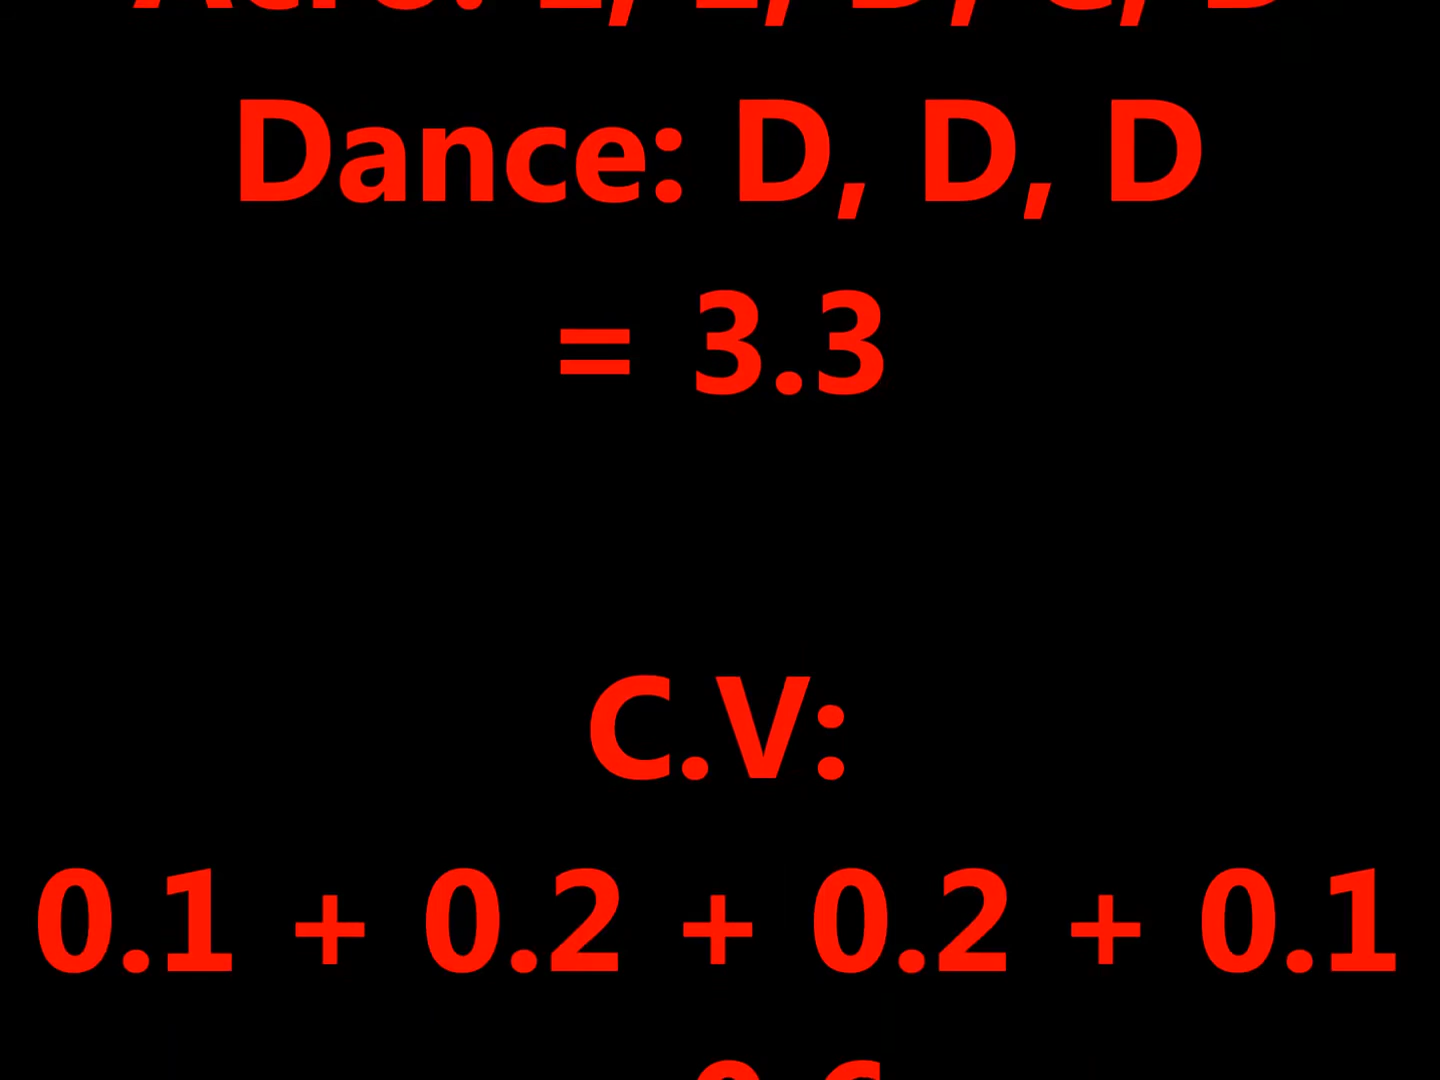 Dance: D, D, D
= 3.3
C.V:
0.1 + 0.2 + 0.2 + 0.1